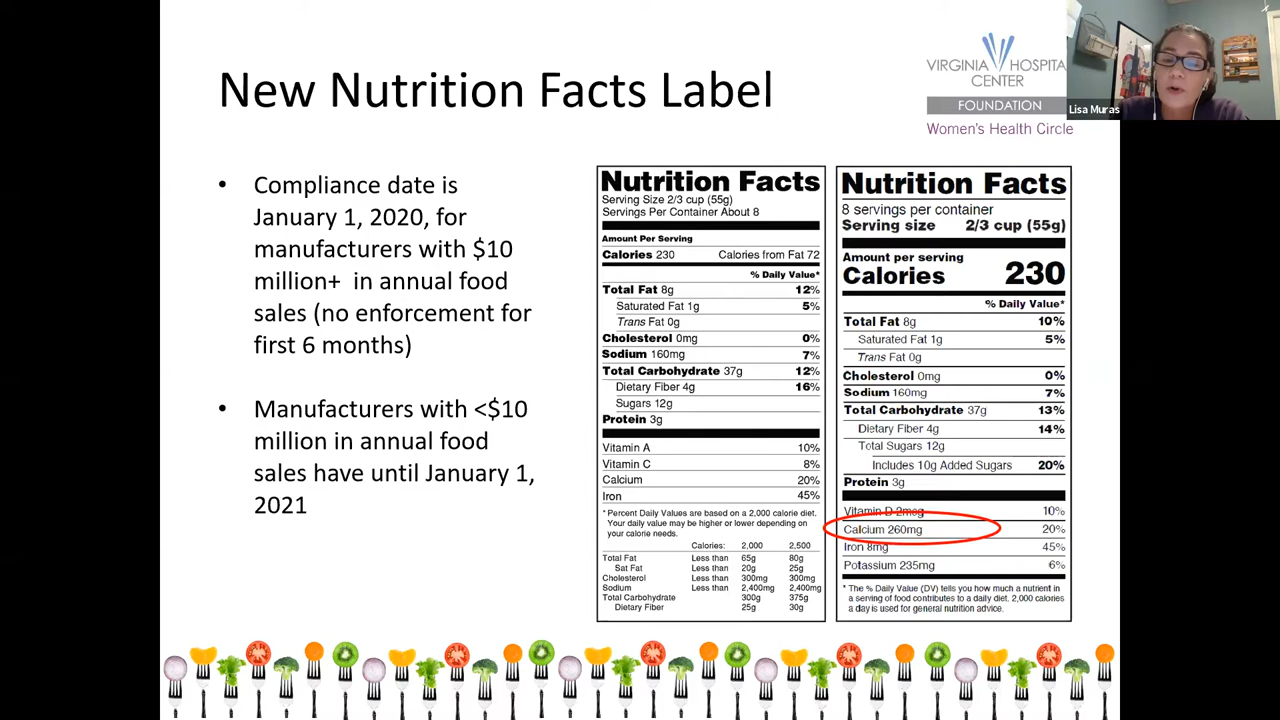 New Nutrition Facts Label
VIRGINIA HOSPITA
CENTER
FOUNDATION
Women's Health Circle
Lisa Muras
• Compliance date is
January 1, 2020, for
manufacturers with $10
million+ in annual food
sales (no enforcement for
first 6 months)
• Manufacturers with <$10
million in annual food
sales have until January 1,
2021
Nutrition Facts
Serving Size 2/3 cup (55g)
Servings Per Container About 8
Amount Per Serving
Calories 230 Calories from Fat 72
% Daily Value*
Total Fat 8g 12%
Saturated Fat 1g 5%
Trans Fat 0g
Cholesterol 0mg 0%
Sodium 160mg 7%
Total Carbohydrate 37g 12%
Dietary Fiber 4g 16%
Sugars 12g
Protein 3g
Vitamin A 10%
Vitamin C 8%
Calcium 20%
Iron 45%
* Percent Daily Values are based on a 2,000 calorie diet.
Your daily value may be higher or lower depending on
your calorie needs.
Calories: 2,000 2,500
Total Fat Less than 65g 80g
Sat Fat Less than 20g 25g
Cholesterol Less than 300mg 300mg
Sodium Less than 2,400mg 2,400mg
Total Carbohydrate 300g 375g
Dietary Fiber 25g 30g
Nutrition Facts
8 servings per container
Serving size 2/3 cup (55g)
Amount per serving
Calories 230
% Daily Value*
Total Fat 8g 10%
Saturated Fat 1g 5%
Trans Fat 0g
Cholesterol 0mg 0%
Sodium 160mg 7%
Total Carbohydrate 37g 13%
Dietary Fiber 4g 14%
Total Sugars 12g
Includes 10g Added Sugars 20%
Protein 3g
Vitamin D 2mcg 10%
Calcium 260mg 20%
Iron 8mg 45%
Potassium 235mg 6%
* The % Daily Value (DV) tells you how much a nutrient in
a serving of food contributes to a daily diet. 2,000 calories
a day is used for general nutrition advice.